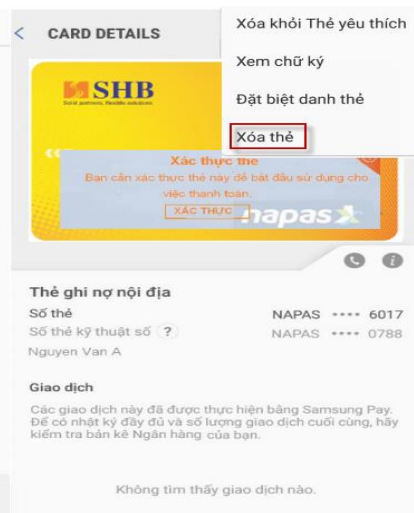 < CARD DETAILS
Xóa khỏi Thẻ yêu thích
Xem chữ ký
Đặt biệt danh thẻ
Xóa thẻ
SHB
Solid partners, flexible solutions
Xác thực thẻ
Bạn cần xác thực thẻ này để bắt đầu sử dụng cho
việc thanh toán.
XÁC THỰC
napas
Thẻ ghi nợ nội địa
Số thẻ NAPAS •••• 6017
Số thẻ kỹ thuật số ? NAPAS •••• 0788
Nguyen Van A
Giao dịch
Các giao dịch này đã được thực hiện bằng Samsung Pay.
Để có nhật ký đầy đủ và số lượng giao dịch cuối cùng, hãy
kiểm tra bản kê Ngân hàng của bạn.
Không tìm thấy giao dịch nào.